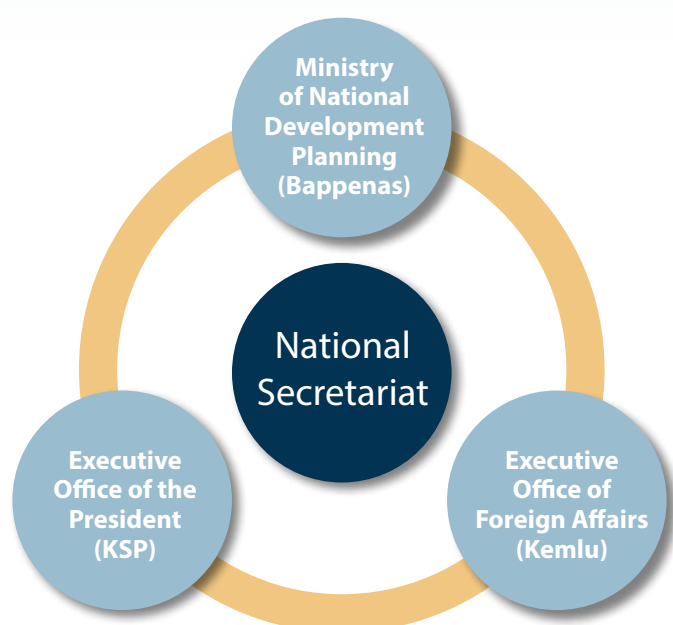 Ministry
of National
Development
Planning
(Bappenas)
National
Secretariat
Executive
Office of the
President
(KSP)
Executive
Office of
Foreign Affairs
(Kemlu)